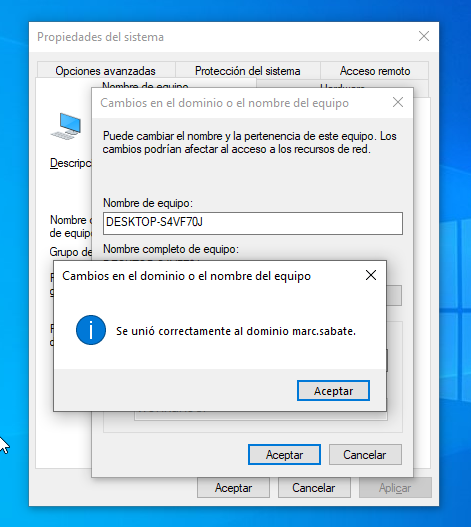 Propiedades del sistema
Opciones avanzadas
Protección del sistema
Acceso remoto
Nombre de equipo
Hardware
Cambios en el dominio o el nombre del equipo
Puede cambiar el nombre y la pertenencia de este equipo. Los
cambios podrían afectar al acceso a los recursos de red.
Descripc
Nombre de equipo:
DESKTOP-S4VF70J
Nombre
de equipo
Nombre completo de equipo:
Grupo de
Cambios en el dominio o el nombre del equipo
Se unió correctamente al dominio marc.sabate.
Aceptar
Aceptar
Cancelar
Aceptar
Cancelar
Aplicar